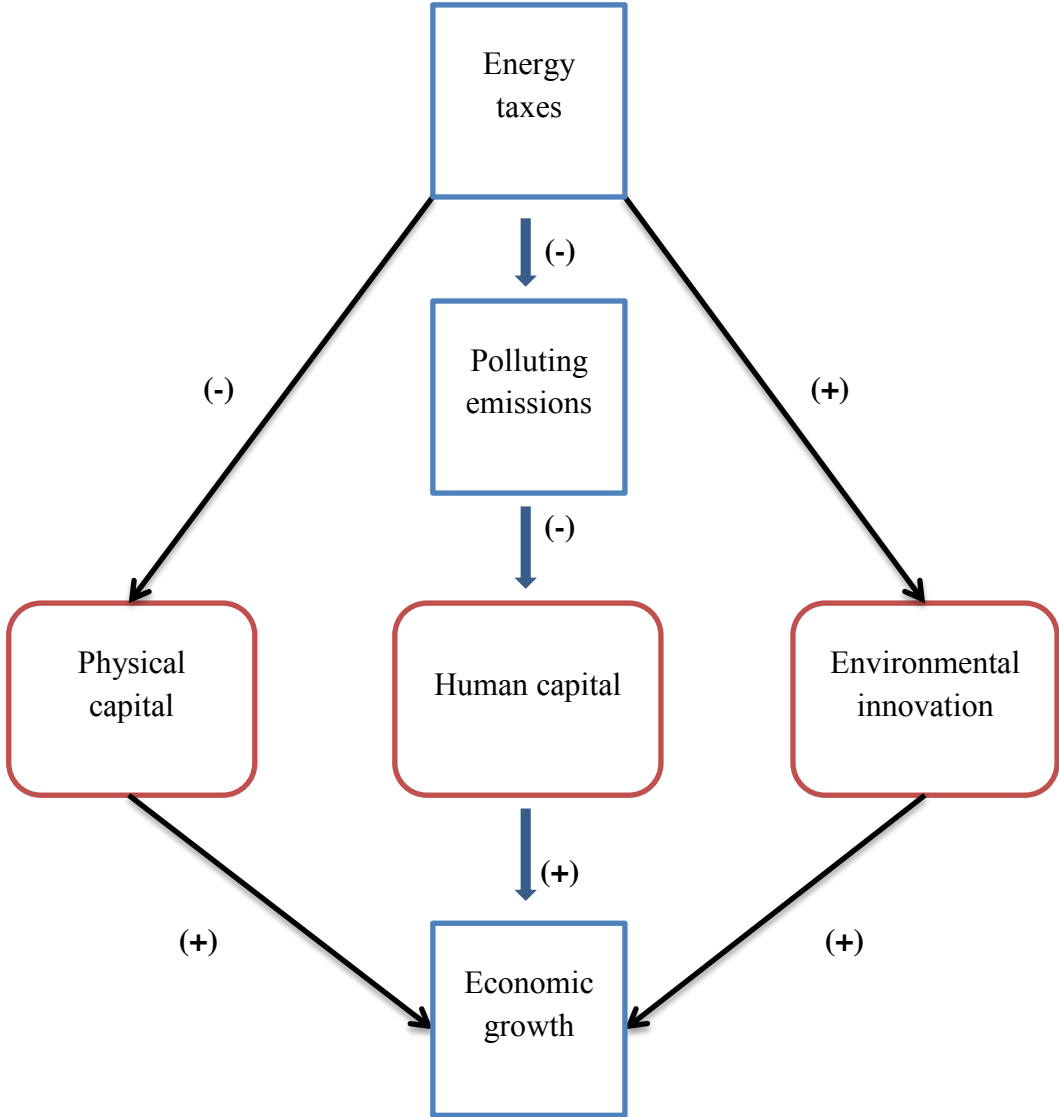 Energy
taxes
(-)
Polluting
emissions
(-)
(+)
(-)
Physical
capital
Human capital
Environmental
innovation
(+)
(+)
(+)
Economic
growth